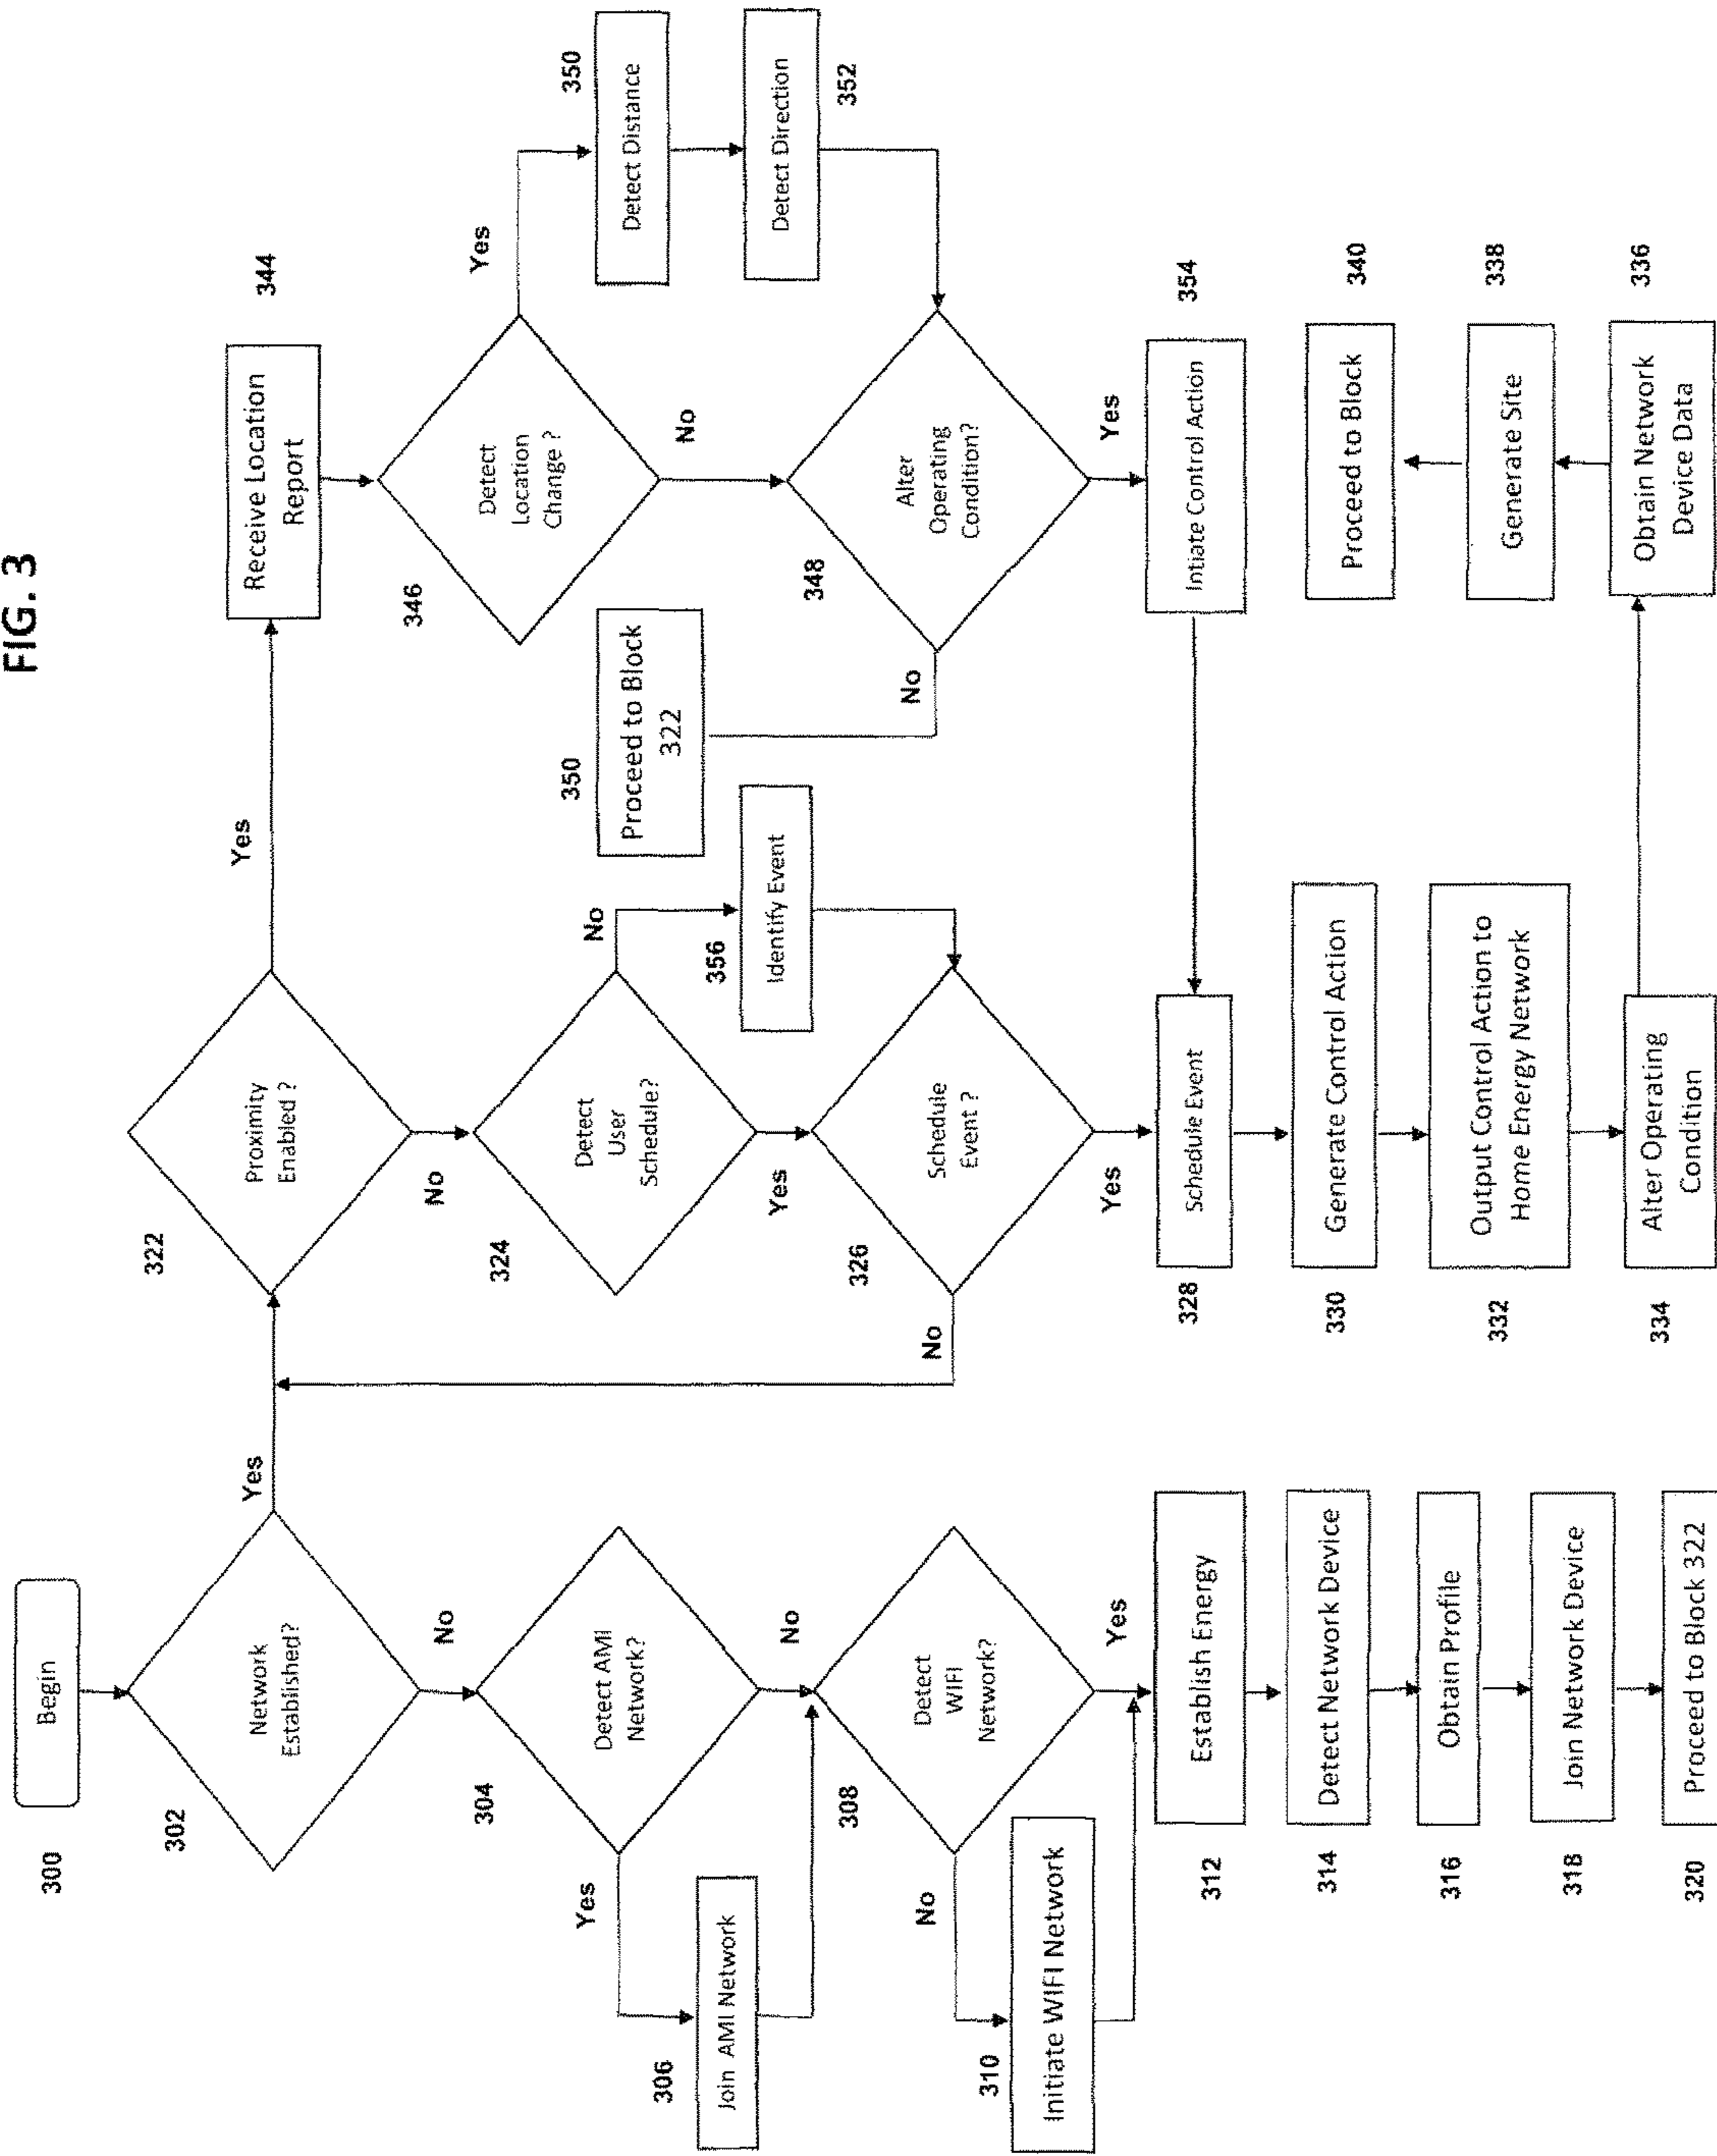 FIG. 3
300
Begin
302
Network
Established?
Yes
No
304
Detect AMI
Network?
Yes
No
306
Join AMI Network
308
Detect
WIFI
Network?
No
Yes
310
Initiate WIFI Network
312
Establish Energy
314
Detect Network Device
316
Obtain Profile
318
Join Network Device
320
Proceed to Block 322
322
Proximity
Enabled ?
Yes
No
324
Detect
User
Schedule?
No
Yes
356
Identify Event
326
Schedule
Event ?
No
Yes
328
Schedule Event
330
Generate Control Action
332
Output Control Action to
Home Energy Network
334
Alter Operating
Condition
344
Receive Location
Report
346
Detect
Location
Change ?
Yes
No
350
Detect Distance
352
Detect Direction
348
Alter
Operating
Condition?
No
Yes
350
Proceed to Block
322
354
Intiate Control Action
340
Proceed to Block
338
Generate Site
336
Obtain Network
Device Data